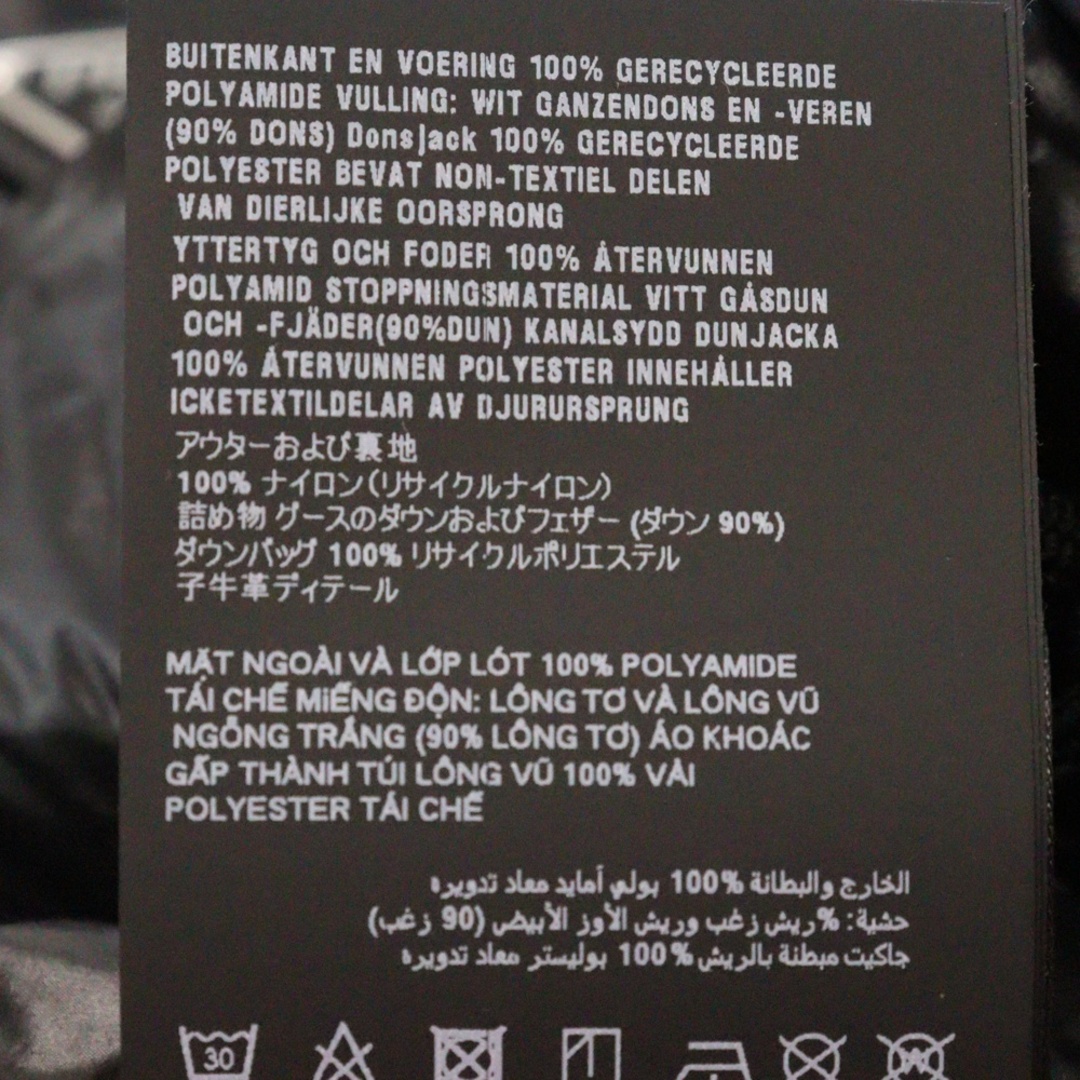 BUITENKANT EN VOERING 100% GERECYCLEERDE
POLYAMIDE VULLING: WIT GANZENDONS EN -VEREN
(90% DONS) Donsjack 100% GERECYCLEERDE
POLYESTER BEVAT NON-TEXTIEL DELEN
VAN DIERLIJKE OORSPRONG
YTTERTYG OCH FODER 100% ÅTERVUNNEN
POLYAMID STOPPNINGSMATERIAL VITT GÅSDUN
OCH -FJÄDER(90%DUN) KANALSYDD DUNJACKA
100% ÅTERVUNNEN POLYESTER INNEHÅLLER
ICKETEXTILDELAR AV DJURURSPRUNG
アウターおよび裏地
100% ナイロン(リサイクルナイロン)
詰め物 グースのダウンおよびフェザー (ダウン 90%)
ダウンバッグ 100% リサイクルポリエステル
子牛革ディテール
MẶT NGOÀI VÀ LỚP LÓT 100% POLYAMIDE
TÁI CHẾ MIẾNG ĐỘN: LÔNG TƠ VÀ LÔNG VŨ
NGỖNG TRẮNG (90% LÔNG TƠ) ÁO KHOÁC
GẤP THÀNH TÚI LÔNG VŨ 100% VẢI
POLYESTER TÁI CHẾ
الخارج والبطانة %100 بولي أمايد معاد تدويره
حشية: %ريش زغب وريش الأوز الأبيض (90 زغب)
جاكيت مبطنة بالريش %100 بوليستر معاد تدويره
30
W